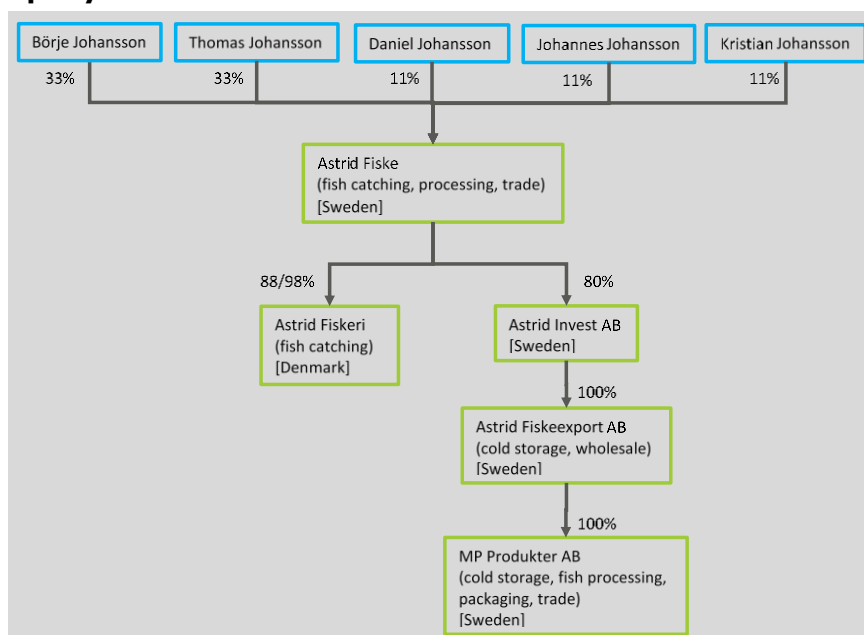 Börje Johansson
Thomas Johansson
Daniel Johansson
Johannes Johansson
Kristian Johansson
33%
33%
11%
11%
11%
Astrid Fiske
(fish catching, processing, trade)
[Sweden]
88/98%
80%
Astrid Fiskeri
(fish catching)
[Denmark]
Astrid Invest AB
[Sweden]
100%
Astrid Fiskeexport AB
(cold storage, wholesale)
[Sweden]
100%
MP Produkter AB
(cold storage, fish processing,
packaging, trade)
[Sweden]